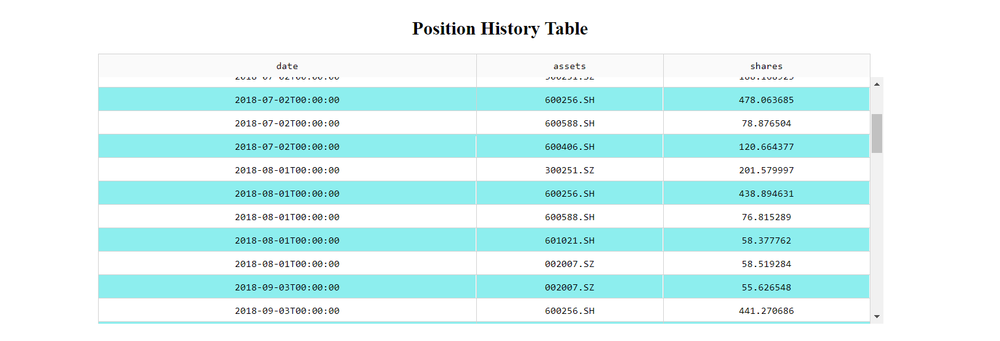 Position History Table
date assets shares
2018-07-02T00:00:00 600256.SH 478.063685
2018-07-02T00:00:00 600588.SH 78.876504
2018-07-02T00:00:00 600406.SH 120.664377
2018-08-01T00:00:00 300251.SZ 201.579997
2018-08-01T00:00:00 600256.SH 438.894631
2018-08-01T00:00:00 600588.SH 76.815289
2018-08-01T00:00:00 601021.SH 58.377762
2018-08-01T00:00:00 002007.SZ 58.519284
2018-09-03T00:00:00 002007.SZ 55.626548
2018-09-03T00:00:00 600256.SH 441.270686